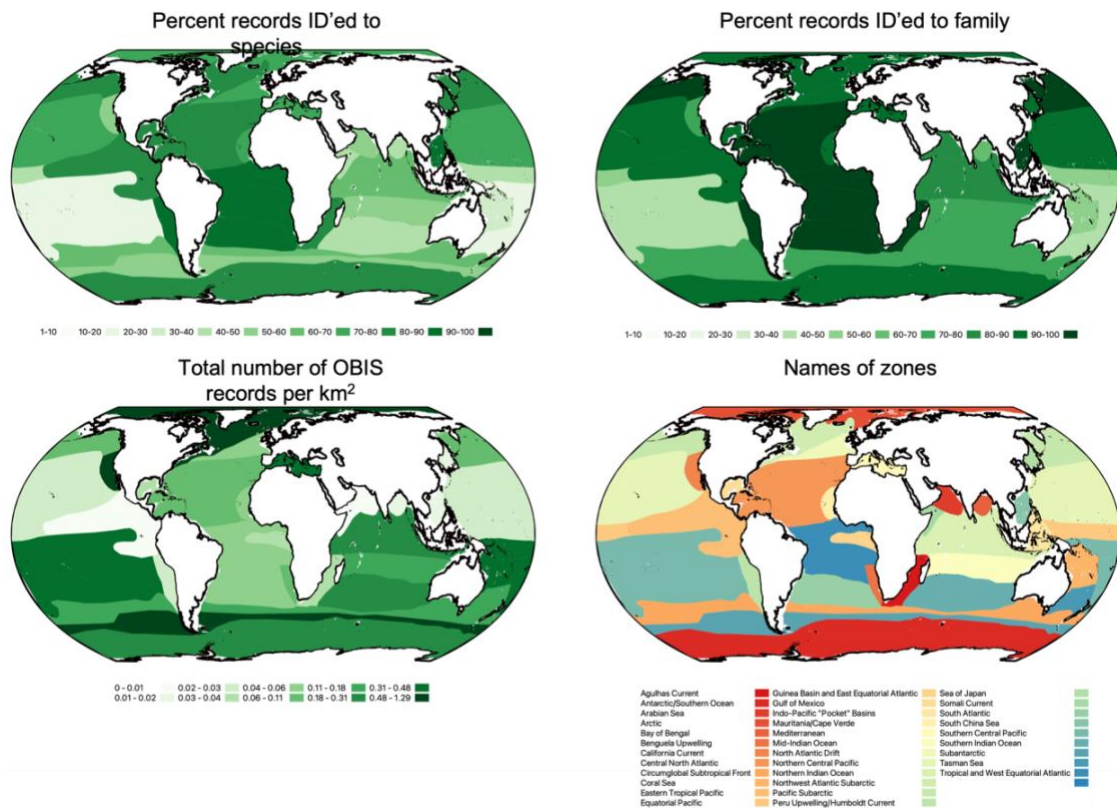 Percent records ID'ed to
species
Percent records ID'ed to family
1-10 10-20 20-30 30-40 40-50 50-60 60-70 70-80 80-90 90-100
1-10 10-20 20-30 30-40 40-50 50-60 60-70 70-80 80-90 90-100
Total number of OBIS
records per km²
Names of zones
0 - 0.01 0.02 - 0.03 0.04 - 0.06 0.11 - 0.18 0.31 - 0.48
0.01 - 0.02 0.03 - 0.04 0.06 - 0.11 0.18 - 0.31 0.48 - 1.29
Agulhas Current Guinea Basin and East Equatorial Atlantic Sea of Japan
Antarctic/Southern Ocean Gulf of Mexico Somali Current
Arabian Sea Indo-Pacific "Pocket" Basins South Atlantic
Arctic Mauritania/Cape Verde South China Sea
Bay of Bengal Mediterranean Southern Central Pacific
Benguela Upwelling Mid-Indian Ocean Southern Indian Ocean
California Current North Atlantic Drift Subantarctic
Central North Atlantic Northern Central Pacific Tasman Sea
Circumglobal Subtropical Front Northern Indian Ocean Tropical and West Equatorial Atlantic
Coral Sea Northwest Atlantic Subarctic
Eastern Tropical Pacific Pacific Subarctic
Equatorial Pacific Peru Upwelling/Humboldt Current